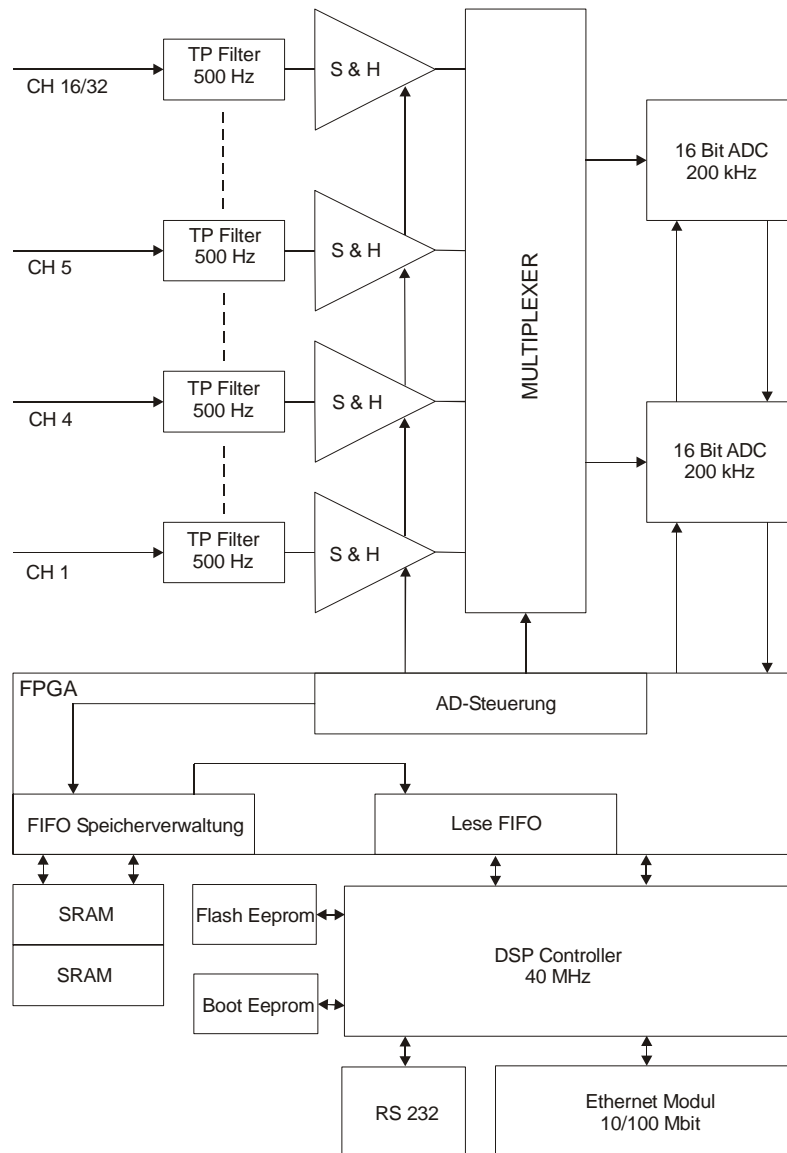 TP Filter
500 Hz
CH 16/32
S & H
16 Bit ADC
200 kHz
TP Filter
500 Hz
CH 5
S & H
MULTIPLEXER
TP Filter
500 Hz
CH 4
S & H
16 Bit ADC
200 kHz
TP Filter
500 Hz
CH 1
S & H
FPGA
AD-Steuerung
FIFO Speicherverwaltung
Lese FIFO
SRAM
SRAM
Flash Eeprom
Boot Eeprom
DSP Controller
40 MHz
RS 232
Ethernet Modul
10/100 Mbit